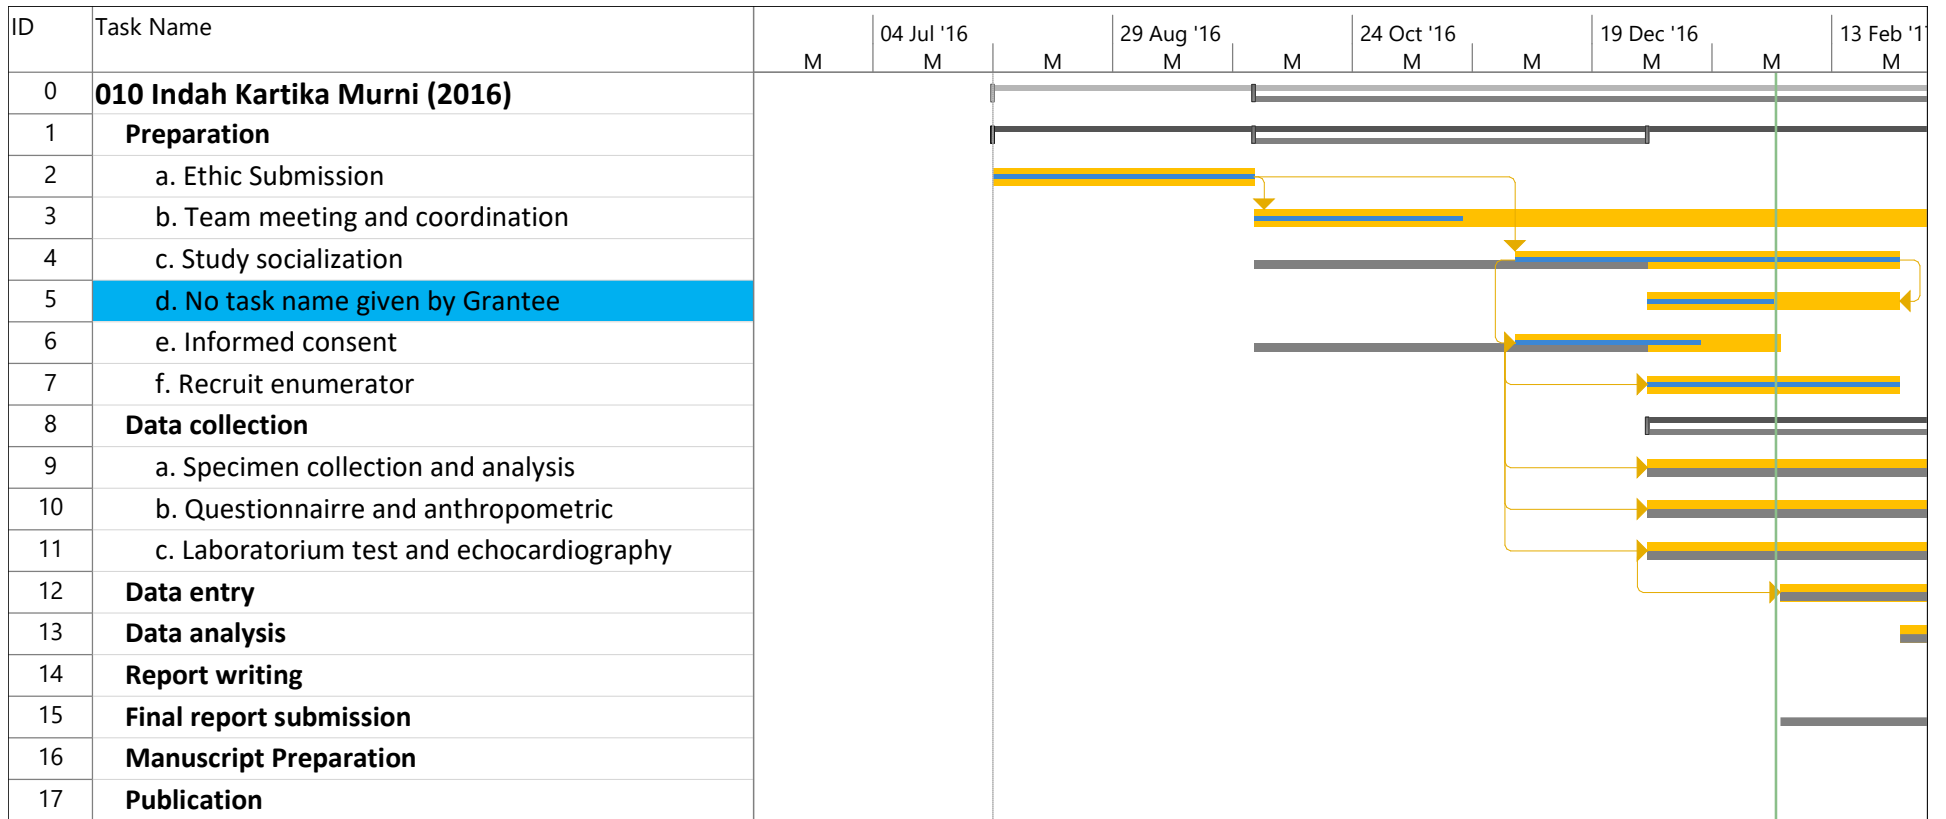 ID Task Name 04 Jul '16 29 Aug '16 24 Oct '16 19 Dec '16 13 Feb '1
M M M M M M M M M M
0 010 Indah Kartika Murni (2016)
1 Preparation
2 a. Ethic Submission
3 b. Team meeting and coordination
4 c. Study socialization
5 d. No task name given by Grantee
6 e. Informed consent
7 f. Recruit enumerator
8 Data collection
9 a. Specimen collection and analysis
10 b. Questionnairre and anthropometric
11 c. Laboratorium test and echocardiography
12 Data entry
13 Data analysis
14 Report writing
15 Final report submission
16 Manuscript Preparation
17 Publication